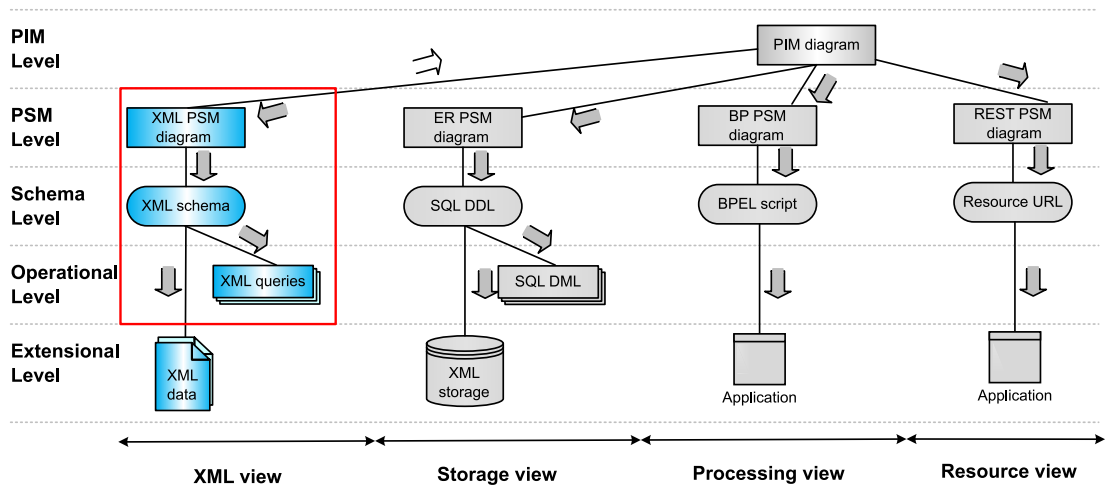 PIM
Level
PIM diagram
PSM
Level
XML PSM
diagram
ER PSM
diagram
BP PSM
diagram
REST PSM
diagram
Schema
Level
XML schema
SQL DDL
BPEL script
Resource URL
Operational
Level
XML queries
SQL DML
Extensional
Level
XML
data
XML
storage
Application
Application
XML view
Storage view
Processing view
Resource view